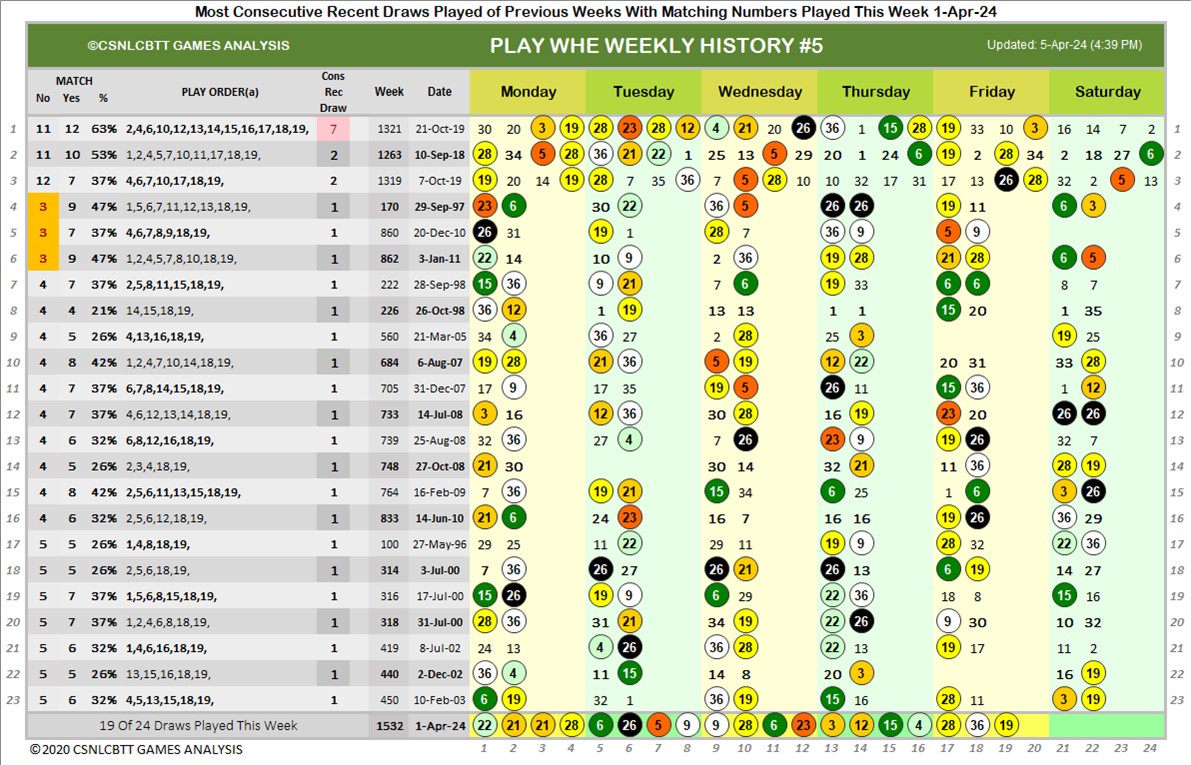 Most Consecutive Recent Draws Played of Previous Weeks With Matching Numbers Played This Week 1-Apr-24
©CSNLCBTT GAMES ANALYSIS PLAY WHE WEEKLY HISTORY #5 Updated: 5-Apr-24 (4:39 PM)
MATCH Cons
No Yes % PLAY ORDER(a) Rec Draw Week Date Monday Tuesday Wednesday Thursday Friday Saturday
1 11 12 63% 2,4,6,10,12,13,14,15,16,17,18,19, 7 1321 21-Oct-19 30 20 3 19 28 23 28 12 4 21 20 26 36 1 15 28 19 33 10 3 16 14 7 2 1
2 11 10 53% 1,2,4,5,7,10,11,17,18,19, 2 1263 10-Sep-18 28 34 5 28 36 21 22 1 25 13 5 29 20 1 24 6 19 2 28 34 2 18 27 6 2
3 12 7 37% 4,6,7,10,17,18,19, 2 1319 7-Oct-19 19 20 14 19 28 7 35 36 7 5 28 10 10 32 17 31 17 13 26 28 32 2 5 13 3
4 3 9 47% 1,5,6,7,11,12,13,18,19, 1 170 29-Sep-97 23 6 30 22 36 5 26 26 19 11 6 3 4
5 3 7 37% 4,6,7,8,9,18,19, 1 860 20-Dec-10 26 31 19 1 28 7 36 9 5 9 5
6 3 9 47% 1,2,4,5,7,8,10,18,19, 1 862 3-Jan-11 22 14 10 9 2 36 19 28 21 28 6 5 6
7 4 7 37% 2,5,8,11,15,18,19, 1 222 28-Sep-98 15 36 9 21 7 6 19 33 6 6 8 7 7
8 4 4 21% 14,15,18,19, 1 226 26-Oct-98 36 12 1 19 13 13 1 1 15 20 1 35 8
9 4 5 26% 4,13,16,18,19, 1 560 21-Mar-05 34 4 36 27 2 28 25 3 19 25 9
10 4 8 42% 1,2,4,7,10,14,18,19, 1 684 6-Aug-07 19 28 21 36 5 19 12 22 20 31 33 28 10
11 4 7 37% 6,7,8,14,15,18,19, 1 705 31-Dec-07 17 9 17 35 19 5 26 11 15 36 1 12 11
12 4 7 37% 4,6,12,13,14,18,19, 1 733 14-Jul-08 3 16 12 36 30 28 16 19 23 20 26 26 12
13 4 6 32% 6,8,12,16,18,19, 1 739 25-Aug-08 32 36 27 4 7 26 23 9 19 26 32 7 13
14 4 5 26% 2,3,4,18,19, 1 748 27-Oct-08 21 30 30 14 32 21 11 36 28 19 14
15 4 8 42% 2,5,6,11,13,15,18,19, 1 764 16-Feb-09 7 36 19 21 15 34 6 25 1 6 3 26 15
16 4 6 32% 2,5,6,12,18,19, 1 833 14-Jun-10 21 6 24 23 16 7 16 16 19 26 36 29 16
17 5 5 26% 1,4,8,18,19, 1 100 27-May-96 29 25 11 22 29 11 19 9 28 32 22 36 17
18 5 5 26% 2,5,6,18,19, 1 314 3-Jul-00 7 36 26 27 26 21 26 13 6 19 14 27 18
19 5 7 37% 1,5,6,8,15,18,19, 1 316 17-Jul-00 15 26 19 9 6 29 22 36 18 8 15 16 19
20 5 7 37% 1,2,4,6,8,18,19, 1 318 31-Jul-00 28 36 31 21 34 19 22 26 9 30 10 32 20
21 5 6 32% 1,4,6,16,18,19, 1 419 8-Jul-02 24 13 4 26 36 28 22 13 19 17 11 2 21
22 5 5 26% 13,15,16,18,19, 1 440 2-Dec-02 36 4 11 15 14 8 20 3 16 19 22
23 5 6 32% 4,5,13,15,18,19, 1 450 10-Feb-03 6 19 32 1 36 19 15 16 28 11 3 19 23
19 Of 24 Draws Played This Week 1532 1-Apr-24 22 21 21 28 6 26 5 9 9 28 6 23 3 12 15 4 28 36 19
© 2020 CSNLCBTT GAMES ANALYSIS 1 2 3 4 5 6 7 8 9 10 11 12 13 14 15 16 17 18 19 20 21 22 23 24